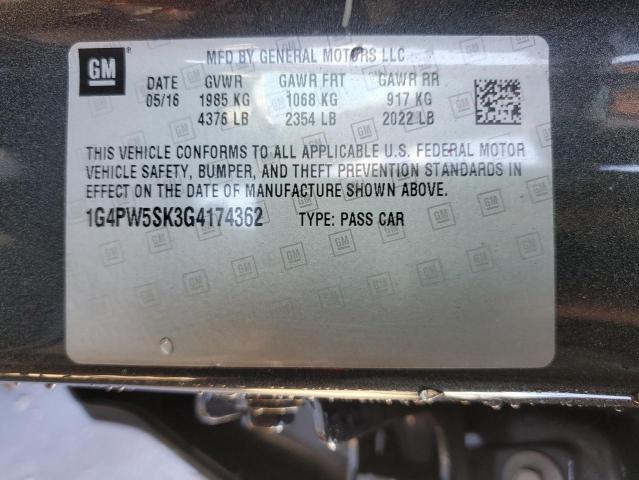 GM
MFD BY GENERAL MOTORS LLC
DATE GVWR GAWR FRT GAWR RR
05/16 1985 KG 1068 KG 917 KG
4376 LB 2354 LB 2022 LB
THIS VEHICLE CONFORMS TO ALL APPLICABLE U.S. FEDERAL MOTOR
VEHICLE SAFETY, BUMPER, AND THEFT PREVENTION STANDARDS IN
EFFECT ON THE DATE OF MANUFACTURE SHOWN ABOVE.
1G4PW5SK3G4174362 TYPE: PASS CAR